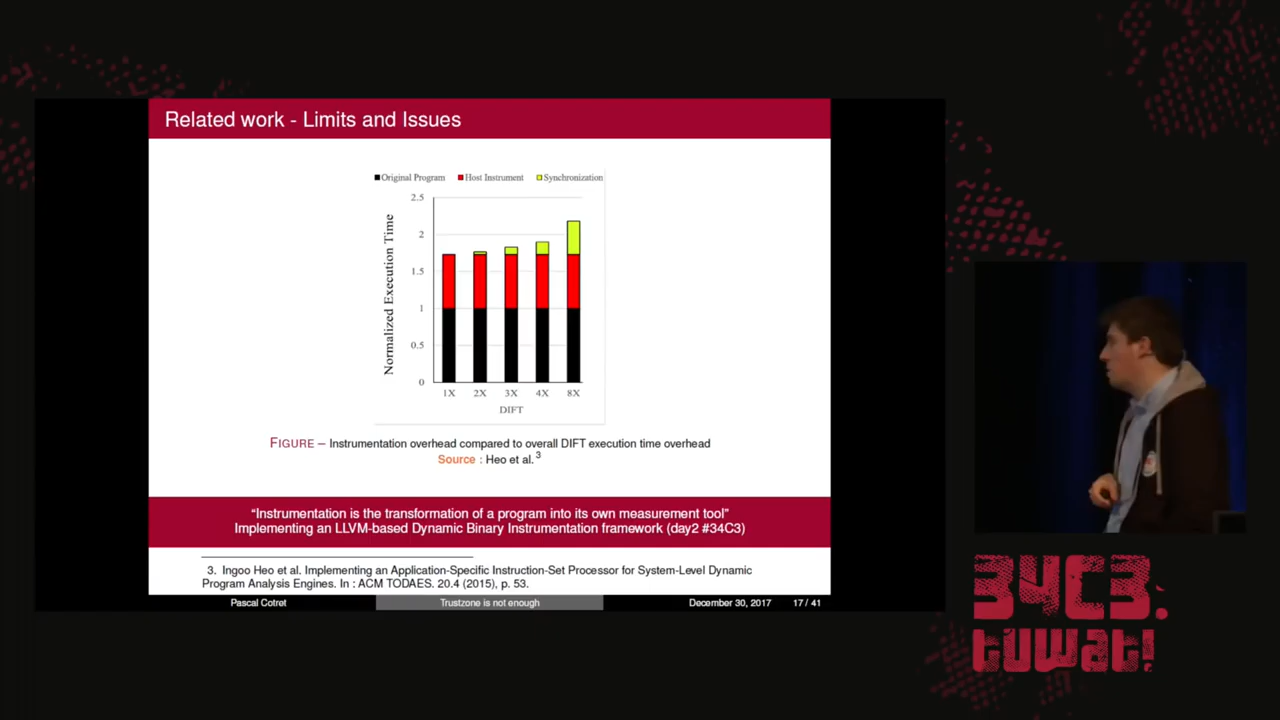 Related work - Limits and Issues
Original Program Host Instrument Synchronization
2.5
2
1.5
1
0.5
0
Normalized Execution Time
1X 2X 3X 4X 8X
DIFT
FIGURE – Instrumentation overhead compared to overall DIFT execution time overhead
Source : Heo et al. 3
“Instrumentation is the transformation of a program into its own measurement tool”
Implementing an LLVM-based Dynamic Binary Instrumentation framework (day2 #34C3)
3. Ingoo Heo et al. Implementing an Application-Specific Instruction-Set Processor for System-Level Dynamic
Program Analysis Engines. In : ACM TODAES. 20.4 (2015), p. 53.
Pascal Cotret Trustzone is not enough December 30, 2017 17 / 41
34C3.
tuwat!